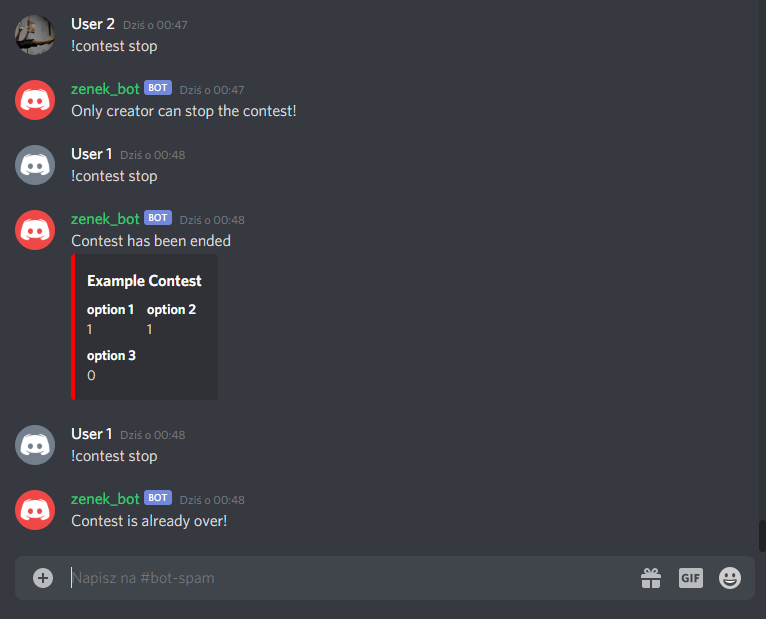 User 2 Dziś o 00:47
!contest stop
zenek_bot BOT Dziś o 00:47
Only creator can stop the contest!
User 1 Dziś o 00:48
!contest stop
zenek_bot BOT Dziś o 00:48
Contest has been ended
Example Contest
option 1 option 2
1 1
option 3
0
User 1 Dziś o 00:48
!contest stop
zenek_bot BOT Dziś o 00:48
Contest is already over!
Napisz na #bot-spam GIF